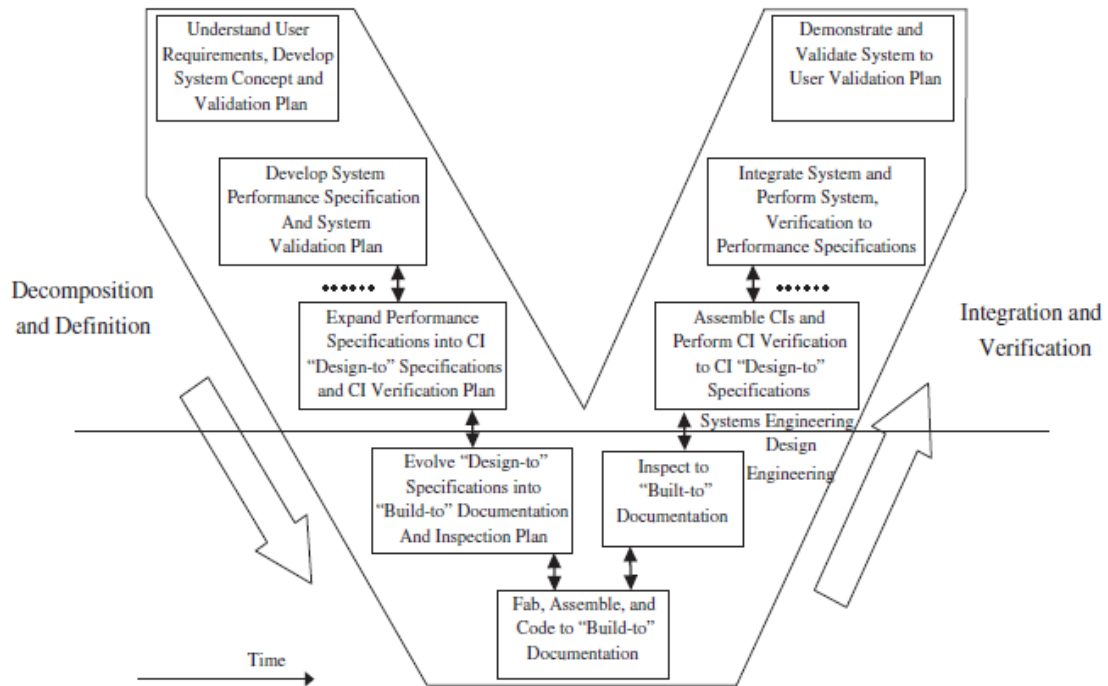 Understand User
Requirements, Develop
System Concept and
Validation Plan
Demonstrate and
Validate System to
User Validation Plan
Develop System
Performance Specification
And System
Validation Plan
Integrate System and
Perform System,
Verification to
Performance Specifications
Decomposition
and Definition
Expand Performance
Specifications into CI
“Design-to” Specifications
and CI Verification Plan
Assemble CIs and
Perform CI Verification
to CI “Design-to”
Specifications
Integration and
Verification
Systems Engineering
Design
Engineering
Evolve “Design-to”
Specifications into
“Build-to” Documentation
And Inspection Plan
Inspect to
“Built-to”
Documentation
Fab, Assemble, and
Code to “Build-to”
Documentation
Time